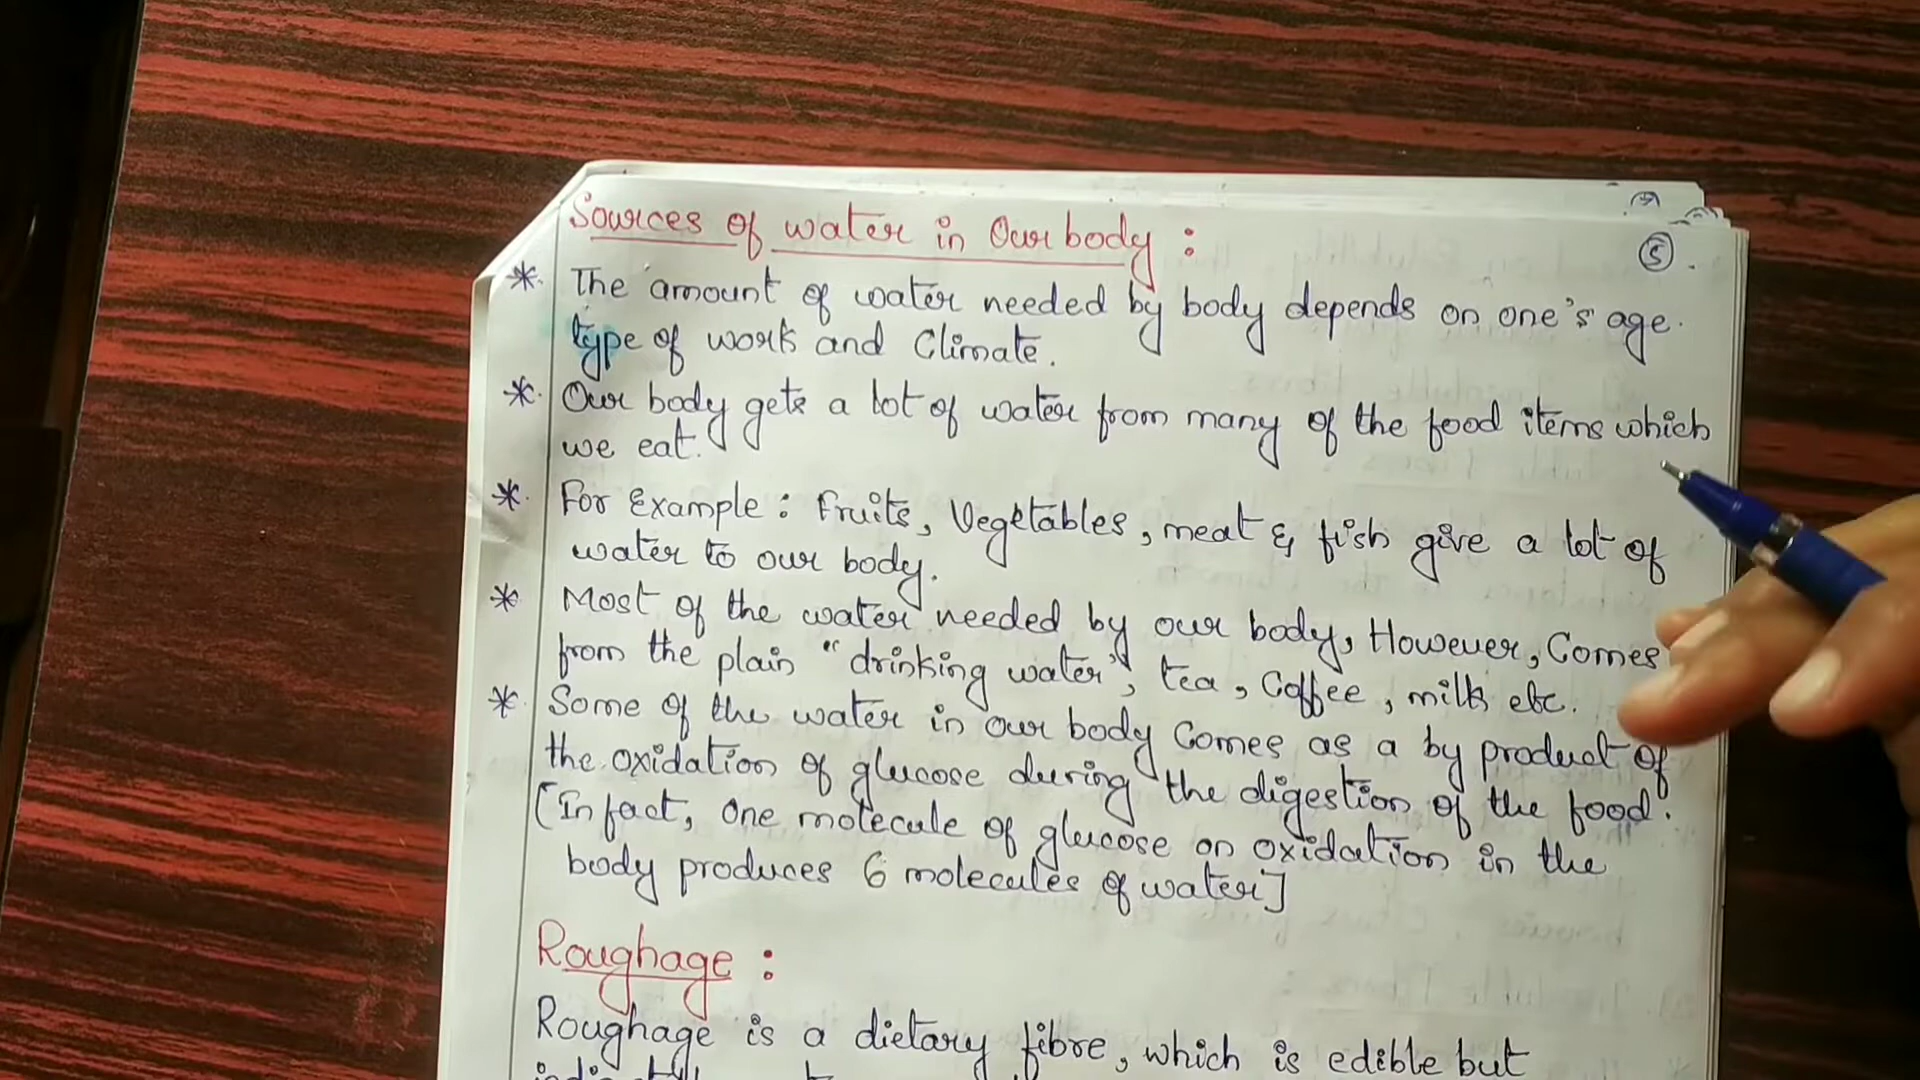 Sources of water in Our body :
5
* The amount of water needed by body depends on one's age.
type of work and Climate.
* Our body gets a lot of water from many of the food items which
we eat.
* For Example : fruits, Vegetables, meat & fish give a lot of
water to our body.
* Most of the water needed by our body, However, Comes
from the plain "drinking water", tea, Coffee, milk etc.
* Some of the water in our body Comes as a by product of
the oxidation of glucose during the digestion of the food.
[In fact, One molecule of glucose on oxidation in the
body produces 6 molecules of water]
Roughage :
Roughage is a dietary fibre, which is edible but